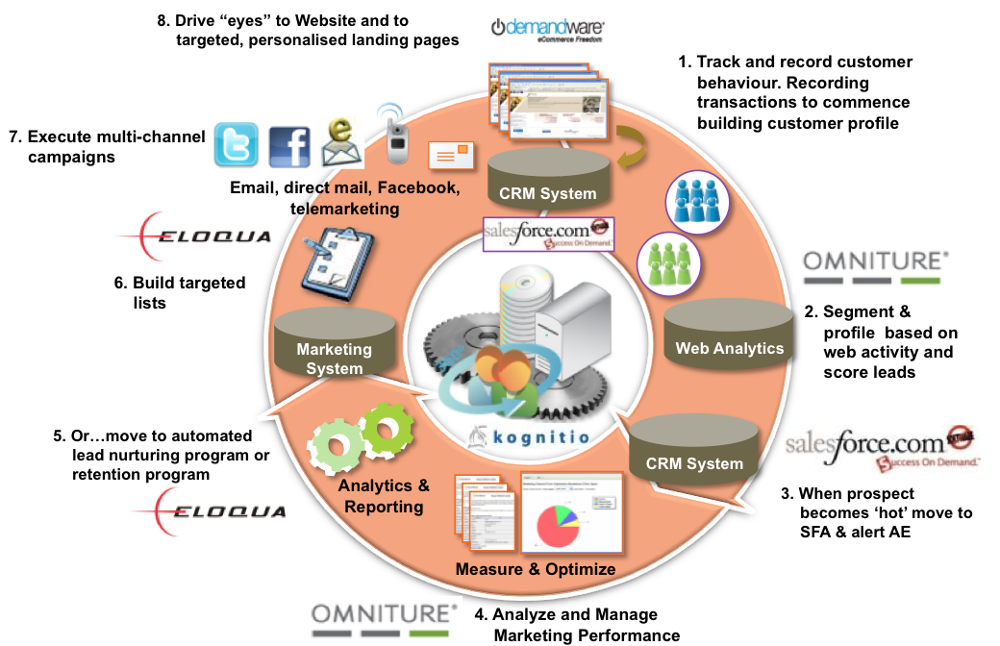 8. Drive “eyes” to Website and to
targeted, personalised landing pages
demandware®
eCommerce Freedom
1. Track and record customer
behaviour. Recording
transactions to commence
building customer profile
7. Execute multi-channel
campaigns
Email, direct mail, Facebook,
telemarketing
CRM System
salesforce.com
Success On Demand.™
ELOQUA
OMNITURE®
6. Build targeted
lists
2. Segment &
profile based on
web activity and
score leads
Marketing
System
Web Analytics
kognitio
5. Or…move to automated
lead nurturing program or
retention program
ELOQUA
CRM System
salesforce.com
Success On Demand.™
3. When prospect
becomes ‘hot’ move to
SFA & alert AE
Analytics &
Reporting
Measure & Optimize
OMNITURE®
4. Analyze and Manage
Marketing Performance